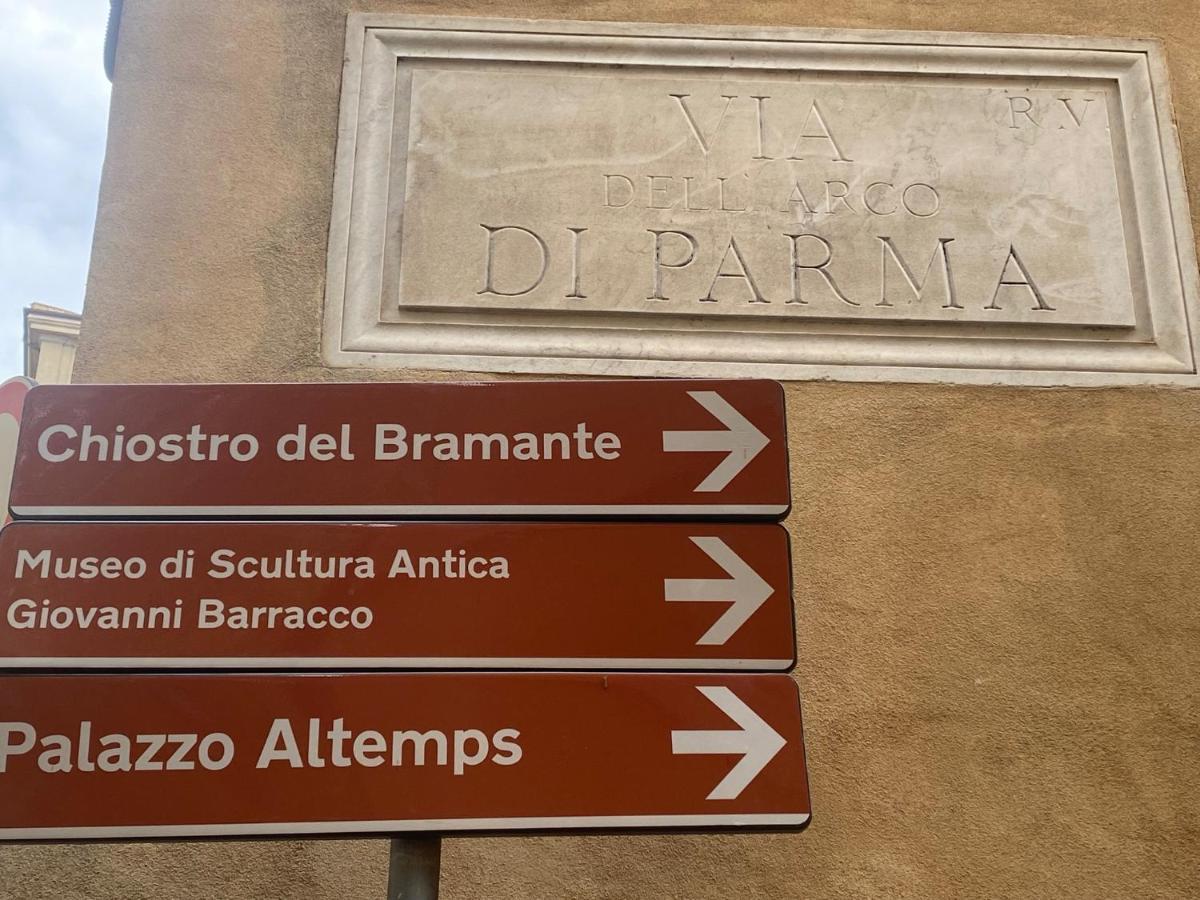 VIA R V
DELL' ARCO
DI PARMA
Chiostro del Bramante
Museo di Scultura Antica
Giovanni Barracco
Palazzo Altemps